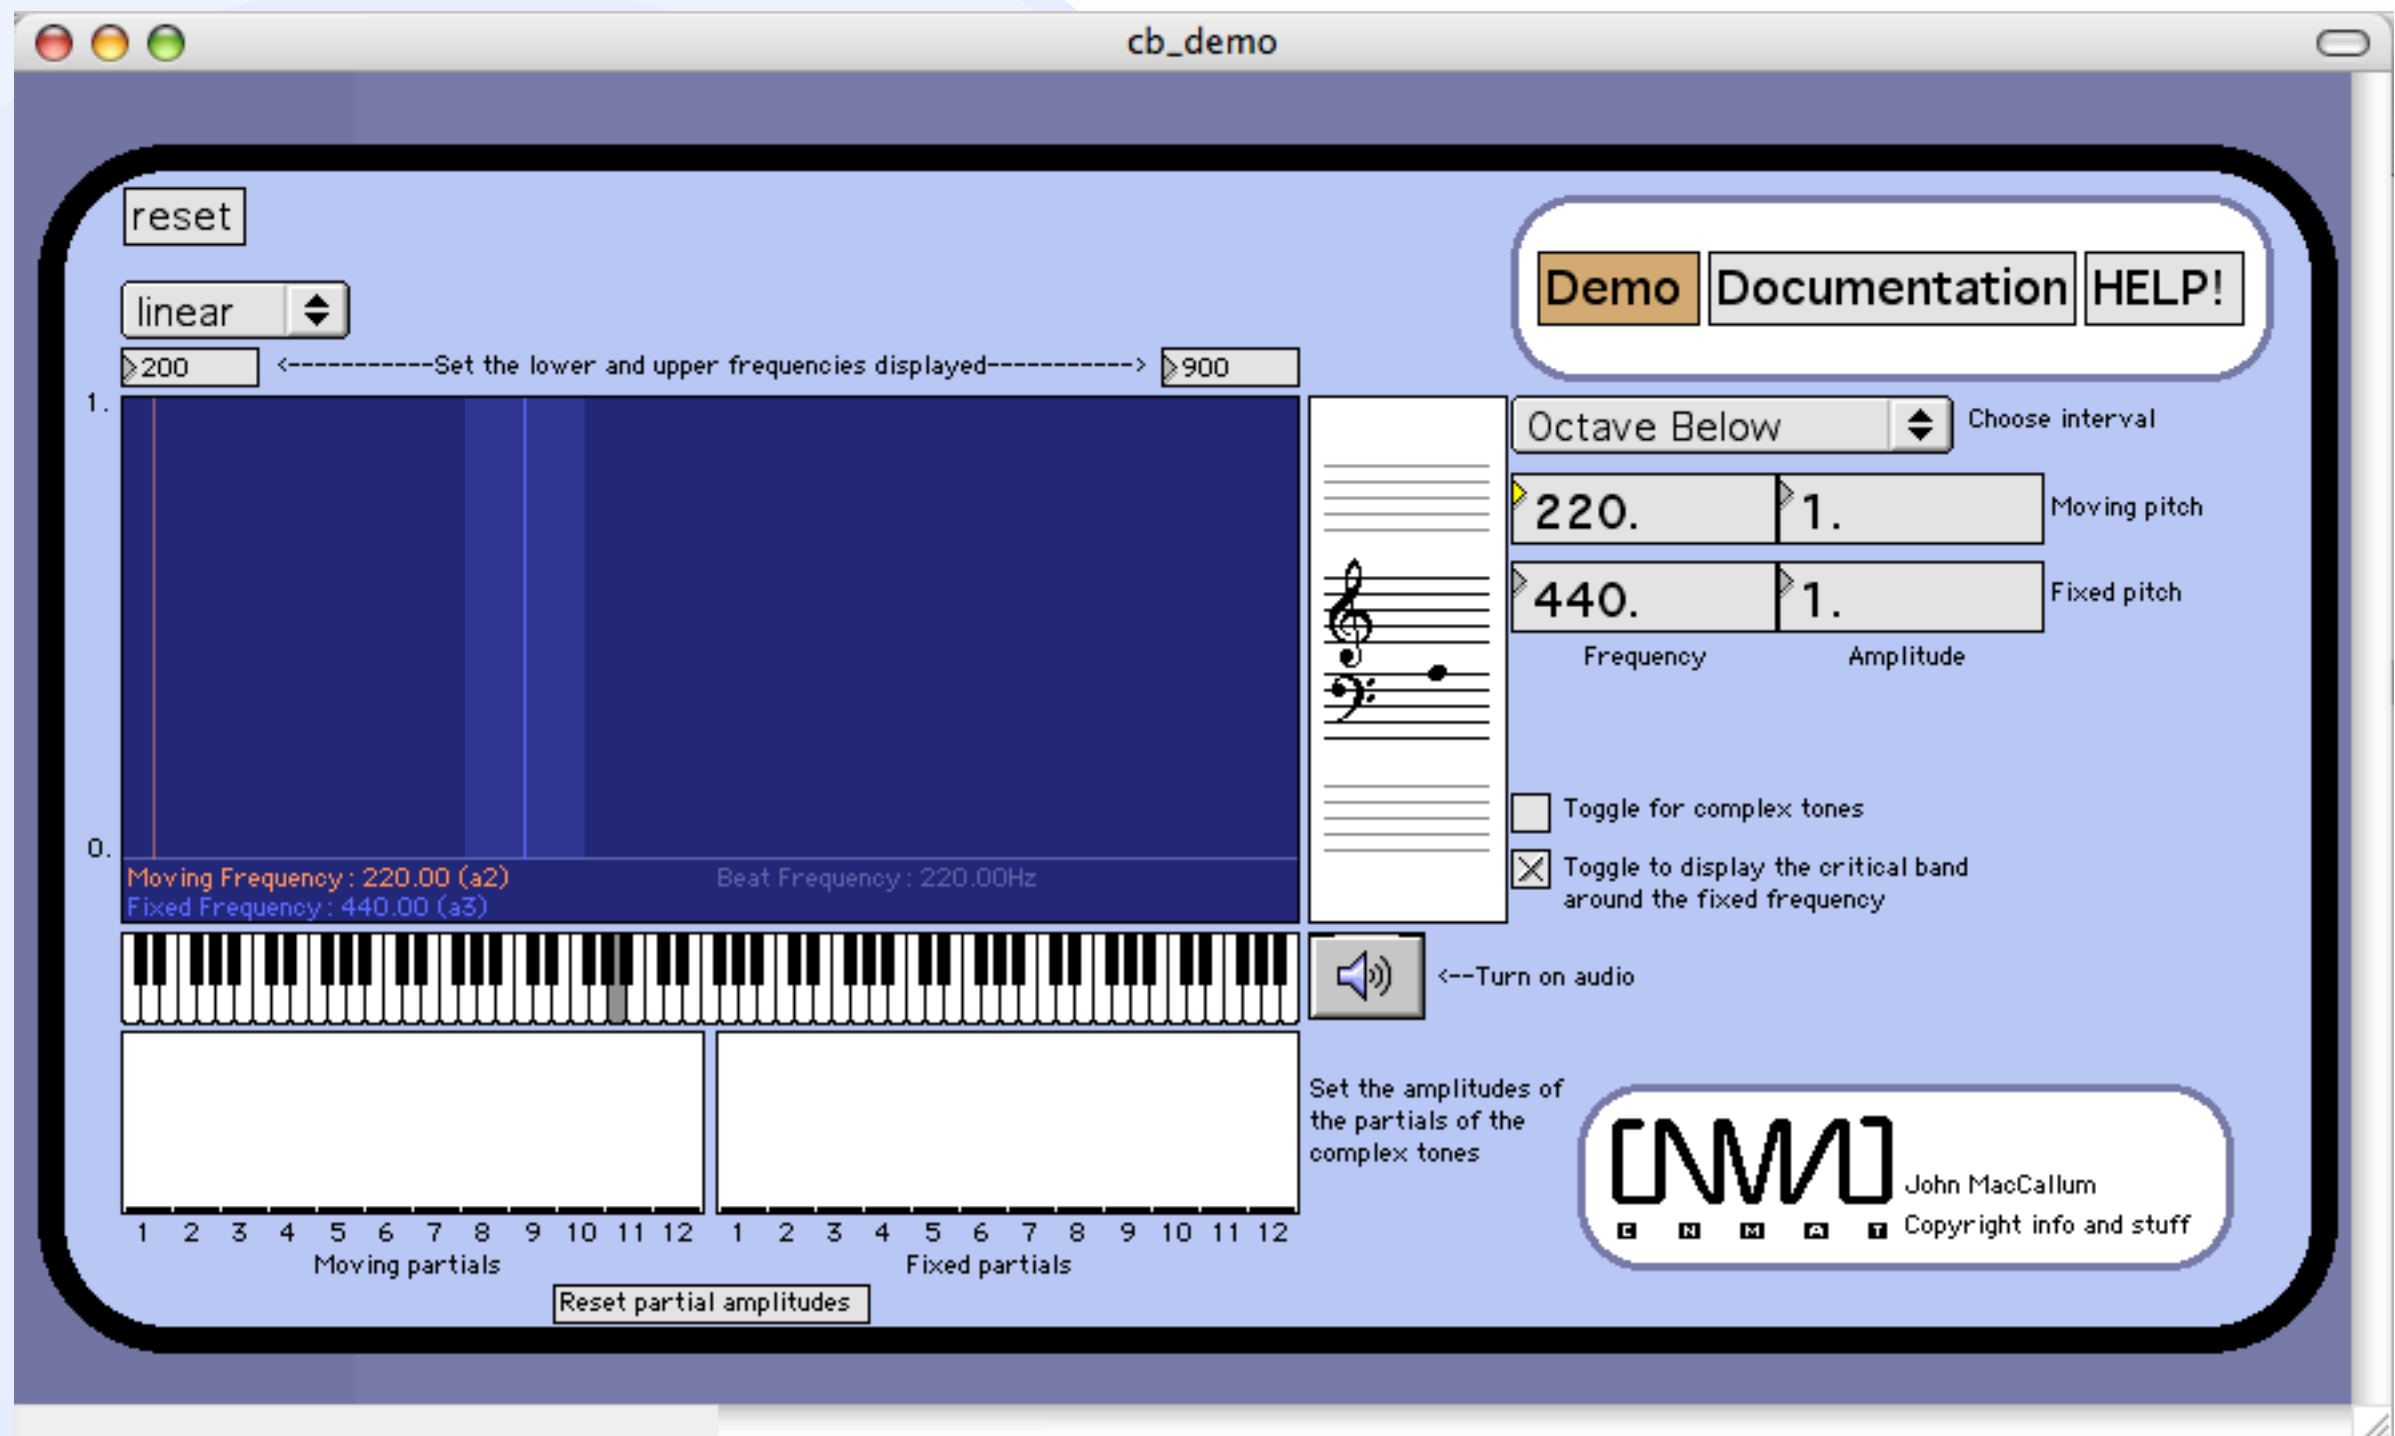 cb_demo
reset
Demo Documentation HELP!
linear
200 <-----------Set the lower and upper frequencies displayed-----------> 900
1.
Octave Below Choose interval
220. 1. Moving pitch
440. 1. Fixed pitch
Frequency Amplitude
Toggle for complex tones
0.
Toggle to display the critical band
around the fixed frequency
Moving Frequency : 220.00 (a2) Beat Frequency : 220.00Hz
Fixed Frequency : 440.00 (a3)
<--Turn on audio
Set the amplitudes of
the partials of the
complex tones
1 2 3 4 5 6 7 8 9 10 11 12 1 2 3 4 5 6 7 8 9 10 11 12
Moving partials Fixed partials
Reset partial amplitudes
John MacCallum
C N M A T Copyright info and stuff